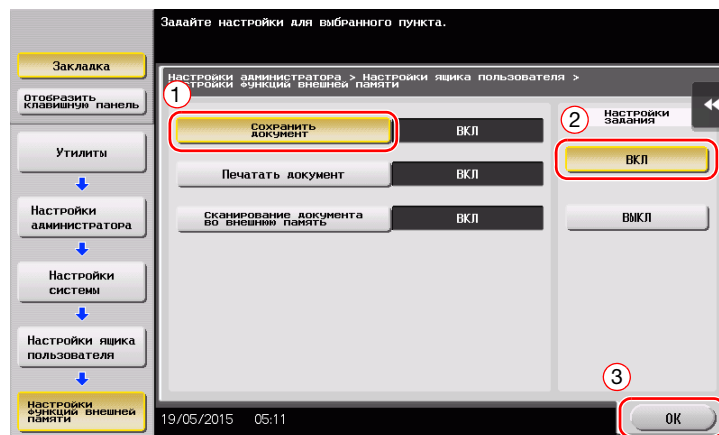 Задайте настройки для выбранного пункта.
Закладка
Отобразить
клавишную панель
Утилиты
Настройки
администратора
Настройки
системы
Настройки ящика
пользователя
Настройки
функций внешней
памяти
Настройки администратора > Настройки ящика пользователя >
Настройки функций внешней памяти
1
Сохранить
документ
ВКЛ
Печатать документ
ВКЛ
Сканирование документа
во внешнюю память
ВКЛ
2
Настройки
задания
ВКЛ
ВЫКЛ
3
19/05/2015 05:11
OK